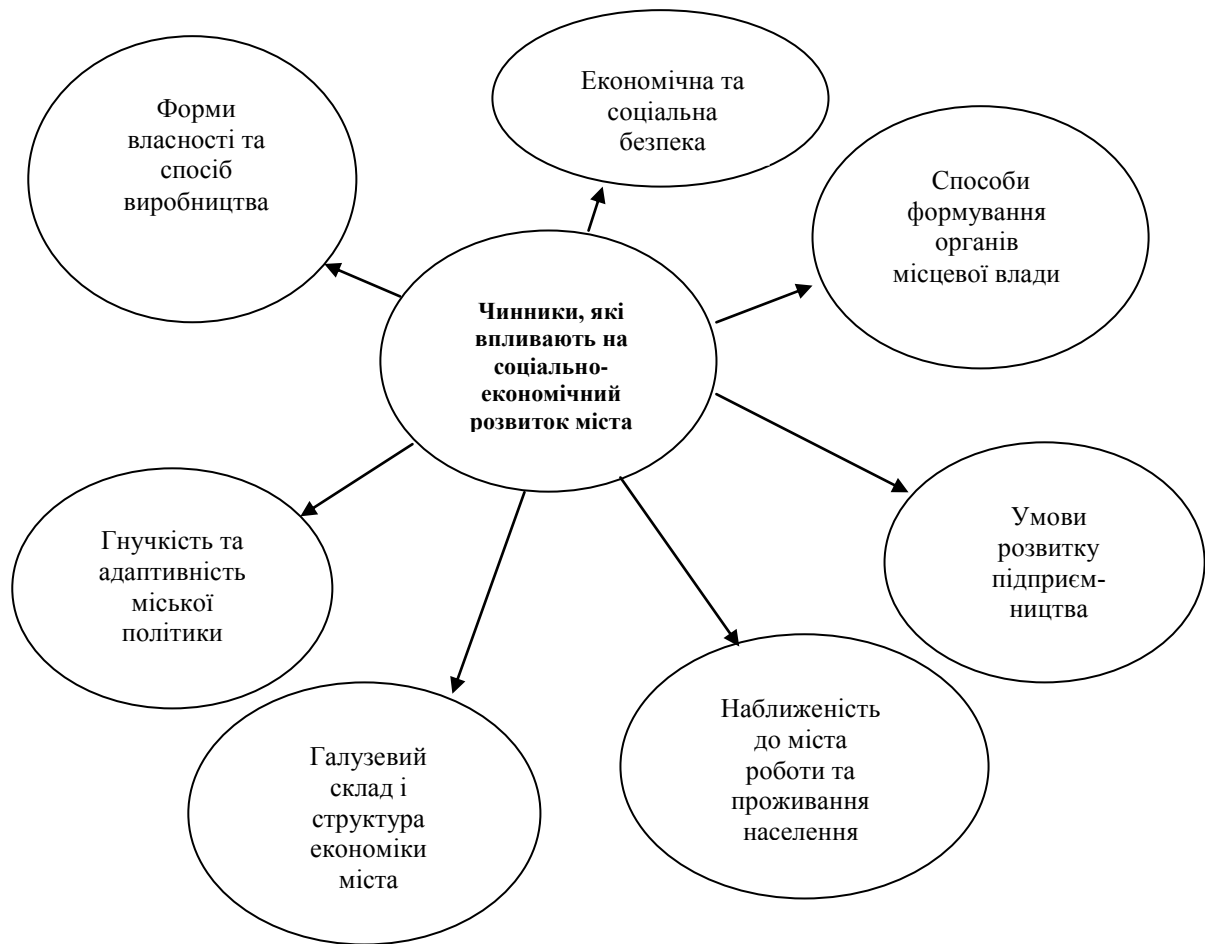 Форми
власності та
спосіб
виробництва
Економічна та
соціальна
безпека
Способи
формування
органів
місцевої влади
Чинники, які
впливають на
соціально-
економічний
розвиток міста
Гнучкість та
адаптивність
міської
політики
Умови
розвитку
підприєм-
ництва
Галузевий
склад і
структура
економіки
міста
Наближеність
до міста
роботи та
проживання
населення